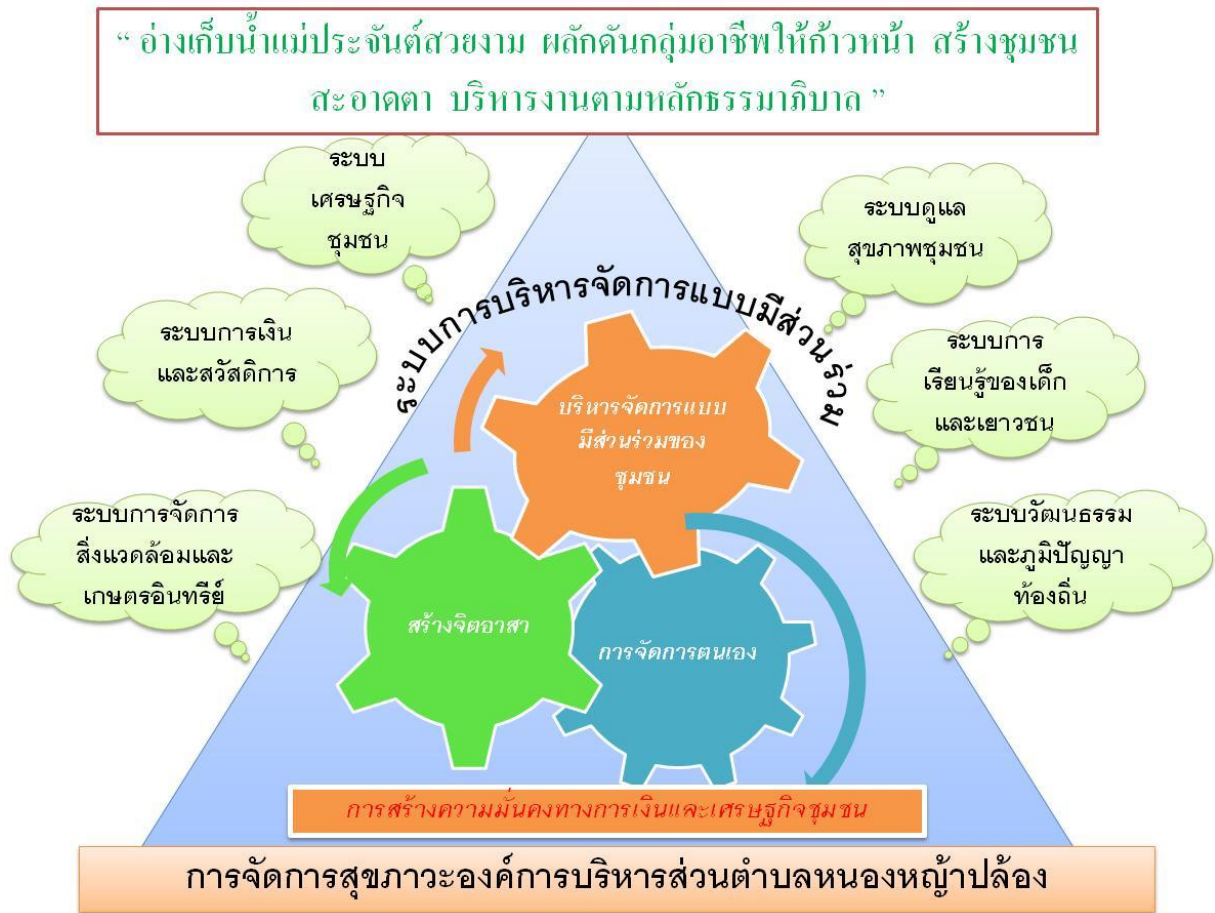 “ อ่างเก็บน้ำแม่ประจันต์สวยงาม ผลักดันกลุ่มอาชีพให้ก้าวหน้า สร้างชุมชน
สะอาดตา บริหารงานตามหลักธรรมาภิบาล ”
ระบบ
เศรษฐกิจ
ชุมชน
ระบบดูแล
สุขภาพชุมชน
ระบบการเงิน
และสวัสดิการ
ระบบการ
เรียนรู้ของเด็ก
และเยาวชน
ระบบการจัดการ
สิ่งแวดล้อมและ
เกษตรอินทรีย์
ระบบวัฒนธรรม
และภูมิปัญญา
ท้องถิ่น
ระบบการบริหารจัดการแบบมีส่วนร่วม
บริหารจัดการแบบ
มีส่วนร่วมของ
ชุมชน
สร้างจิตอาสา
การจัดการตนเอง
การสร้างความมั่นคงทางการเงินและเศรษฐกิจชุมชน
การจัดการสุขภาวะองค์การบริหารส่วนตำบลหนองหญ้าปล้อง